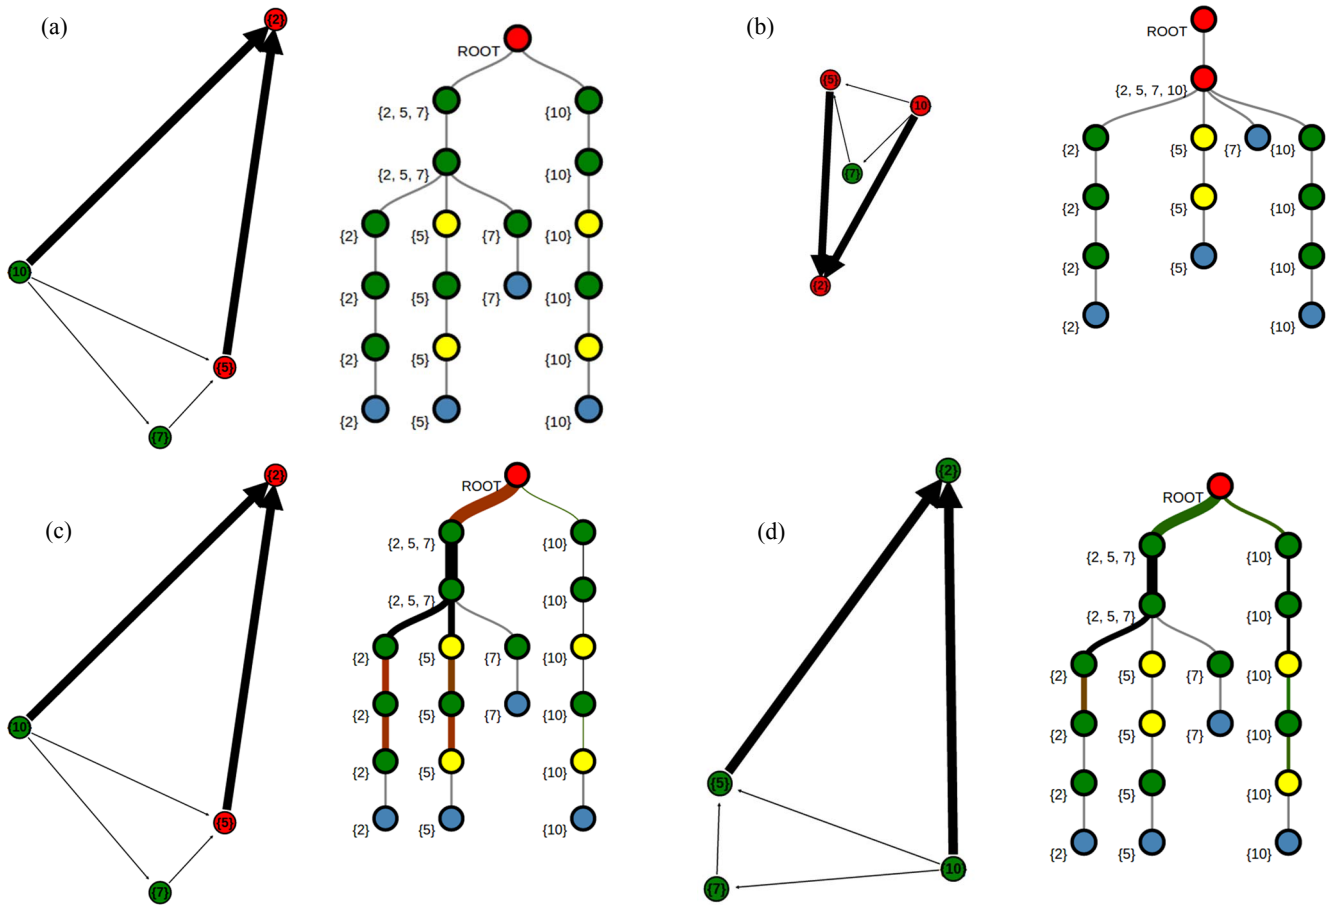 (a)
{2}
{10}
{5}
{7}
ROOT
{2, 5, 7} {10}
{2, 5, 7} {10}
{2} {5} {7} {10}
{2} {5} {7} {10}
{2} {5} {10}
{2} {5} {10}
(b)
{5}
{10}
{7}
{2}
ROOT
{2, 5, 7, 10}
{2} {5} {7} {10}
{2} {5} {10}
{2} {5} {10}
{2} {10}
(c)
{2}
{10}
{5}
{7}
ROOT
{2, 5, 7} {10}
{2, 5, 7} {10}
{2} {5} {7} {10}
{2} {5} {7} {10}
{2} {5} {10}
{2} {5} {10}
(d)
{2}
{5}
{10}
{7}
ROOT
{2, 5, 7} {10}
{2, 5, 7} {10}
{2} {5} {7} {10}
{2} {5} {7} {10}
{2} {5} {10}
{2} {5} {10}